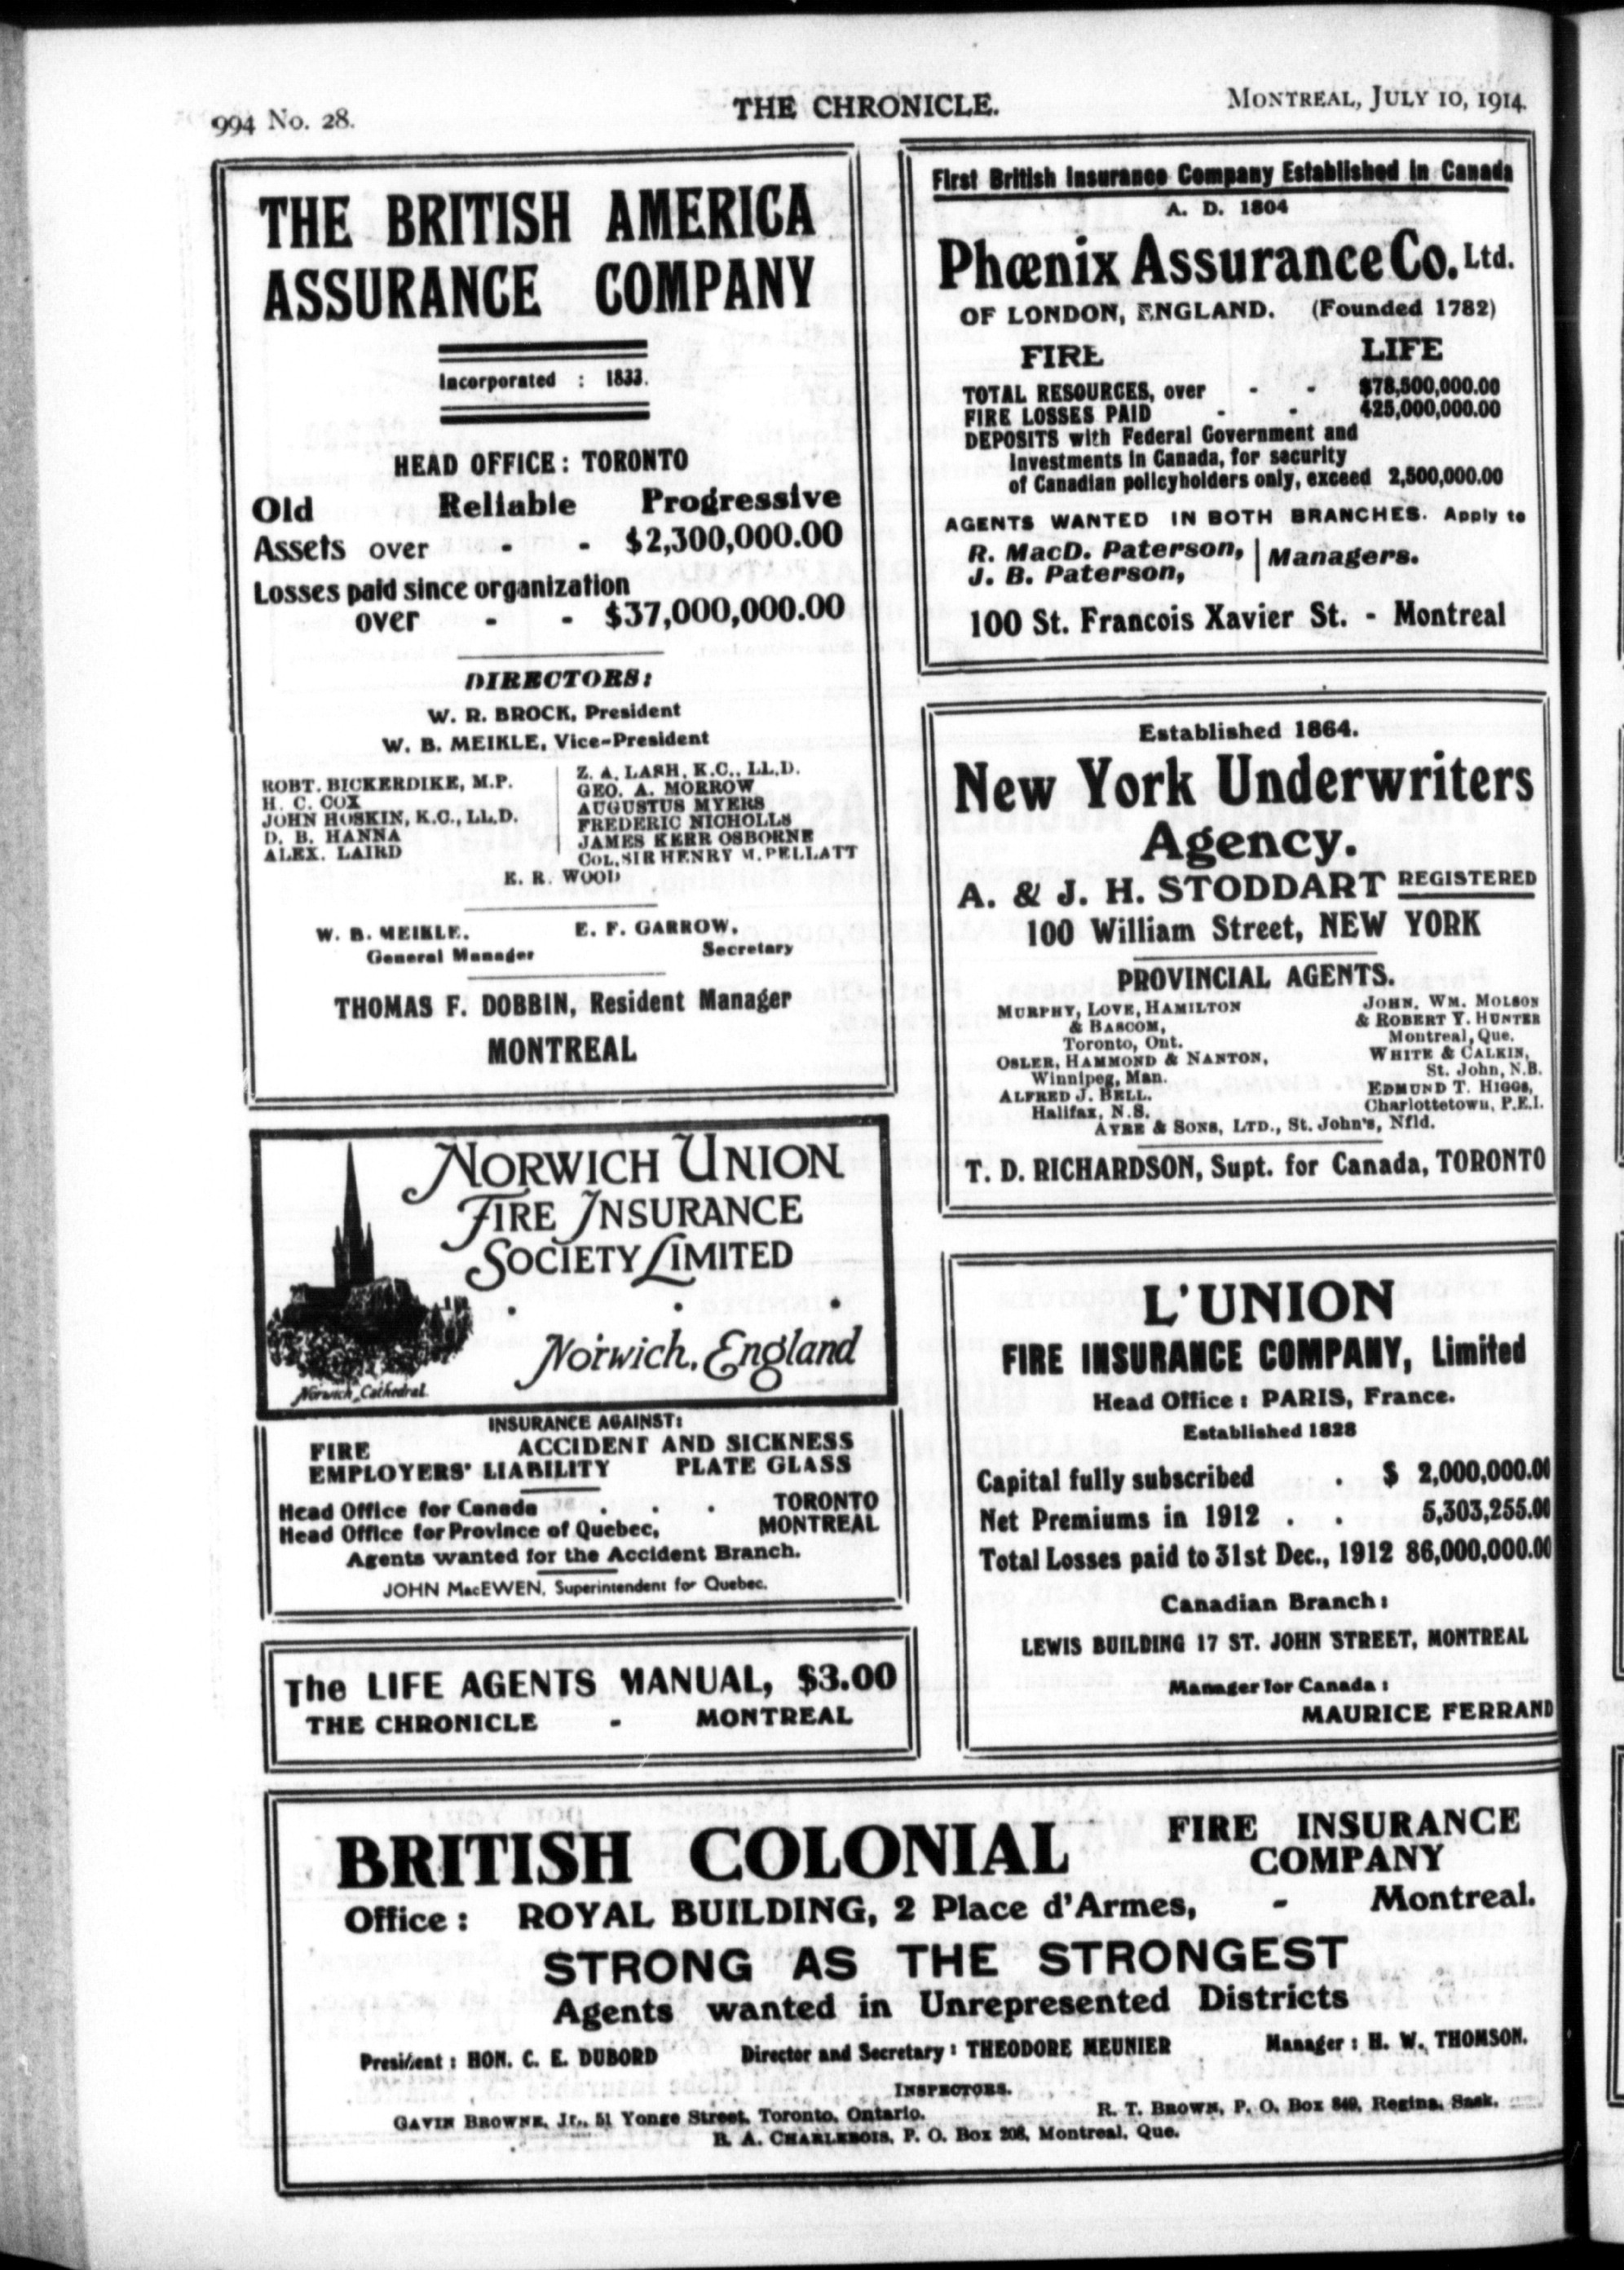 994 No. 28.
THE CHRONICLE.
MONTREAL, JULY 10, 1914.
THE BRITISH AMERICA
ASSURANCE COMPANY
Incorporated : 1833.
HEAD OFFICE: TORONTO
Old Reliable Progressive
Assets over - - $2,300,000.00
Losses paid since organization
over - - $37,000,000.00
DIRECTORS:
W. R. BROCK, President
W. B. MEIKLE, Vice-President
ROBT. BICKERDIKE, M.P.
H. C. COX
JOHN HOSKIN, K.C., LL.D.
D. B. HANNA
ALEX. LAIRD
Z. A. LASH, K.C., LL.D.
GEO. A. MORROW
AUGUSTUS MYERS
FREDERIC NICHOLLS
JAMES KERR OSBORNE
COL. SIR HENRY M. PELLATT
E. R. WOOD
W. B. MEIKLE,
General Manager
E. F. GARROW,
Secretary
THOMAS F. DOBBIN, Resident Manager
MONTREAL
NORWICH UNION
FIRE INSURANCE
SOCIETY LIMITED
Norwich, England
Norwich Cathedral
INSURANCE AGAINST:
FIRE ACCIDENT AND SICKNESS
EMPLOYERS' LIABILITY PLATE GLASS
Head Office for Canada . . . TORONTO
Head Office for Province of Quebec, MONTREAL
Agents wanted for the Accident Branch.
JOHN MacEWEN, Superintendent for Quebec.
The LIFE AGENTS MANUAL, $3.00
THE CHRONICLE - MONTREAL
First British Insurance Company Established in Canada
A. D. 1804
Phœnix Assurance Co. Ltd.
OF LONDON, ENGLAND. (Founded 1782)
FIRE LIFE
TOTAL RESOURCES, over - - $78,500,000.00
FIRE LOSSES PAID - - 425,000,000.00
DEPOSITS with Federal Government and
Investments in Canada, for security
of Canadian policyholders only, exceed 2,500,000.00
AGENTS WANTED IN BOTH BRANCHES. Apply to
R. MacD. Paterson,
J. B. Paterson,
Managers.
100 St. Francois Xavier St. - Montreal
Established 1864.
New York Underwriters
Agency.
A. & J. H. STODDART REGISTERED
100 William Street, NEW YORK
PROVINCIAL AGENTS.
MURPHY, LOVE, HAMILTON
& BASCOM,
Toronto, Ont.
OSLER, HAMMOND & NANTON,
Winnipeg, Man.
ALFRED J. BELL.
Halifax, N.S.
JOHN. WM. MOLSON
& ROBERT Y. HUNTER
Montreal, Que.
WHITE & CALKIN,
St. John, N.B.
EDMUND T. HIGGS,
Charlottetown, P.E.I.
AYRE & SONS, LTD., St. John's, Nfld.
T. D. RICHARDSON, Supt. for Canada, TORONTO
L'UNION
FIRE INSURANCE COMPANY, Limited
Head Office : PARIS, France.
Established 1828
Capital fully subscribed . $ 2,000,000.00
Net Premiums in 1912 . . 5,303,255.00
Total Losses paid to 31st Dec., 1912 86,000,000.00
Canadian Branch :
LEWIS BUILDING 17 ST. JOHN STREET, MONTREAL
Manager for Canada :
MAURICE FERRAND
BRITISH COLONIAL FIRE INSURANCE
COMPANY
Office : ROYAL BUILDING, 2 Place d'Armes, - Montreal.
STRONG AS THE STRONGEST
Agents wanted in Unrepresented Districts
President : HON. C. E. DUBORD Director and Secretary : THEODORE MEUNIER Manager : H. W. THOMSON.
INSPECTORS.
GAVIN BROWNE, Jr., 51 Yonge Street, Toronto, Ontario. R. T. BROWN, P. O. Box 849, Regina, Sask.
B. A. CHARLEBOIS, P. O. Box 208, Montreal, Que.